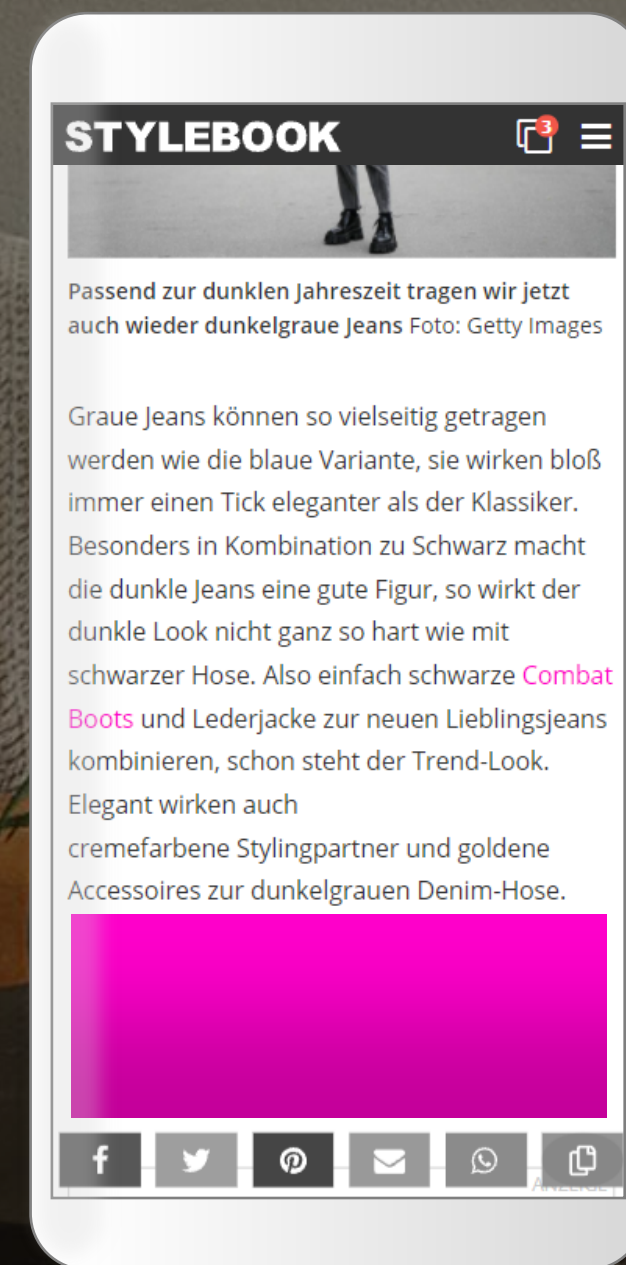 STYLEBOOK
3
Passend zur dunklen Jahreszeit tragen wir jetzt
auch wieder dunkelgraue Jeans Foto: Getty Images
Graue Jeans können so vielseitig getragen
werden wie die blaue Variante, sie wirken bloß
immer einen Tick eleganter als der Klassiker.
Besonders in Kombination zu Schwarz macht
die dunkle Jeans eine gute Figur, so wirkt der
dunkle Look nicht ganz so hart wie mit
schwarzer Hose. Also einfach schwarze Combat
Boots und Lederjacke zur neuen Lieblingsjeans
kombinieren, schon steht der Trend-Look.
Elegant wirken auch
cremefarbene Stylingpartner und goldene
Accessoires zur dunkelgrauen Denim-Hose.
ANZEIGE